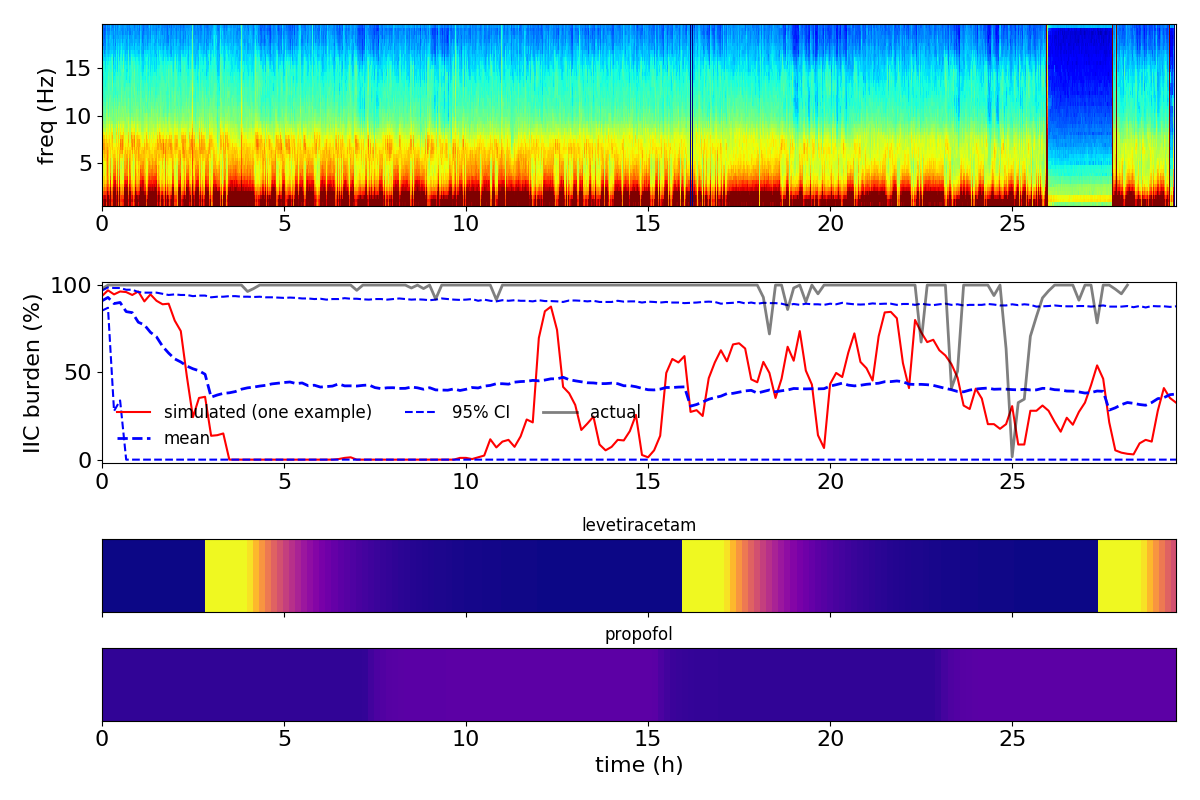 freq (Hz)
15
10
5
0 5 10 15 20 25
IIC burden (%)
100
50
0
simulated (one example) 95% CI actual
mean
0 5 10 15 20 25
levetiracetam
propofol
0 5 10 15 20 25
time (h)